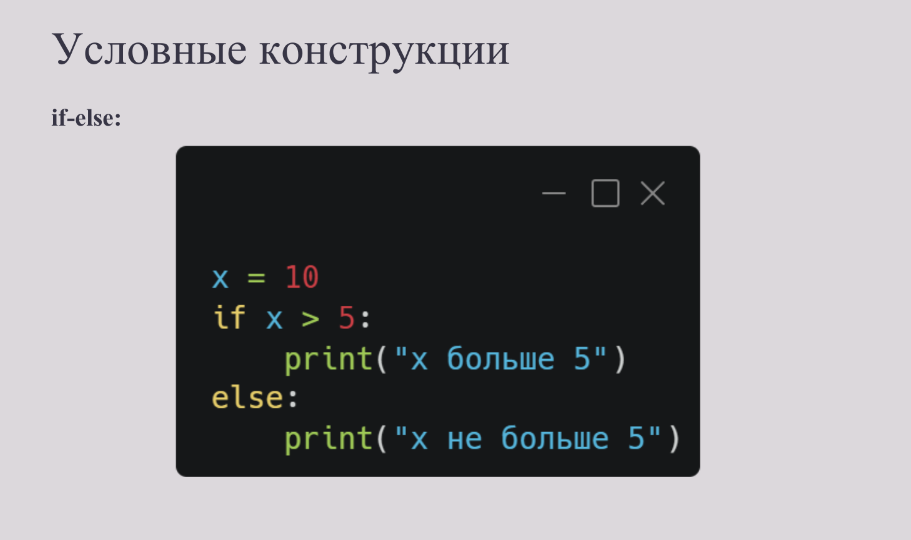 Условные конструкции
if-else:
x = 10
if x > 5:
    print("x больше 5")
else:
    print("x не больше 5")